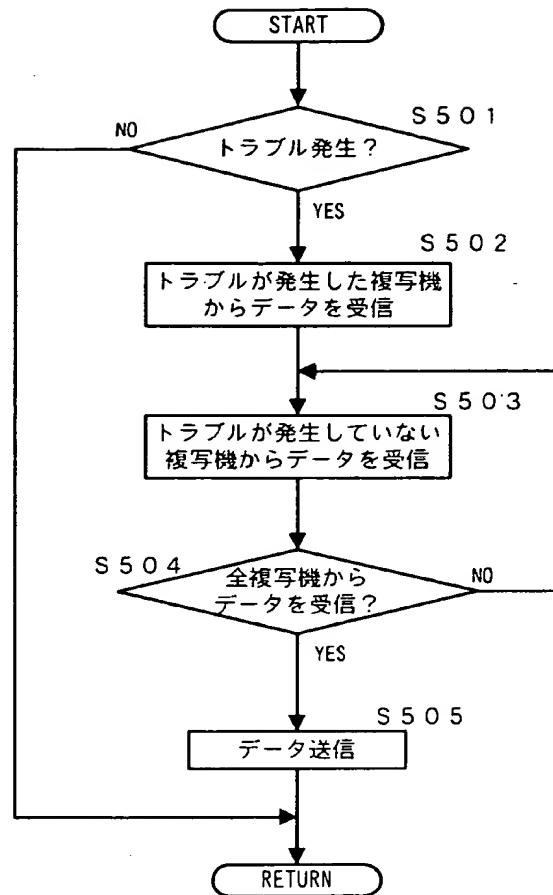 START
S501
NO
トラブル発生？
YES
S502
トラブルが発生した複写機
からデータを受信
S503
トラブルが発生していない
複写機からデータを受信
S504
全複写機から
データを受信？
NO
YES
S505
データ送信
RETURN